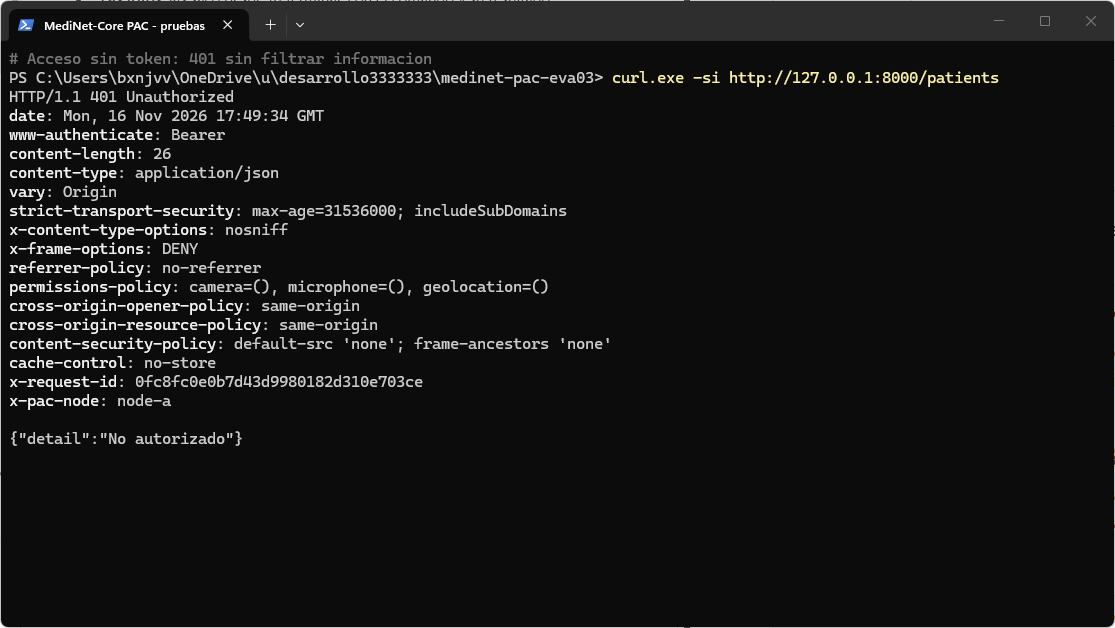 MediNet-Core PAC - pruebas
# Acceso sin token: 401 sin filtrar informacion
PS C:\Users\bxnjvv\OneDrive\u\desarrollo3333333\medinet-pac-eva03> curl.exe -si http://127.0.0.1:8000/patients
HTTP/1.1 401 Unauthorized
date: Mon, 16 Nov 2026 17:49:34 GMT
www-authenticate: Bearer
content-length: 26
content-type: application/json
vary: Origin
strict-transport-security: max-age=31536000; includeSubDomains
x-content-type-options: nosniff
x-frame-options: DENY
referrer-policy: no-referrer
permissions-policy: camera=(), microphone=(), geolocation=()
cross-origin-opener-policy: same-origin
cross-origin-resource-policy: same-origin
content-security-policy: default-src 'none'; frame-ancestors 'none'
cache-control: no-store
x-request-id: 0fc8fc0e0b7d43d9980182d310e703ce
x-pac-node: node-a
{"detail":"No autorizado"}